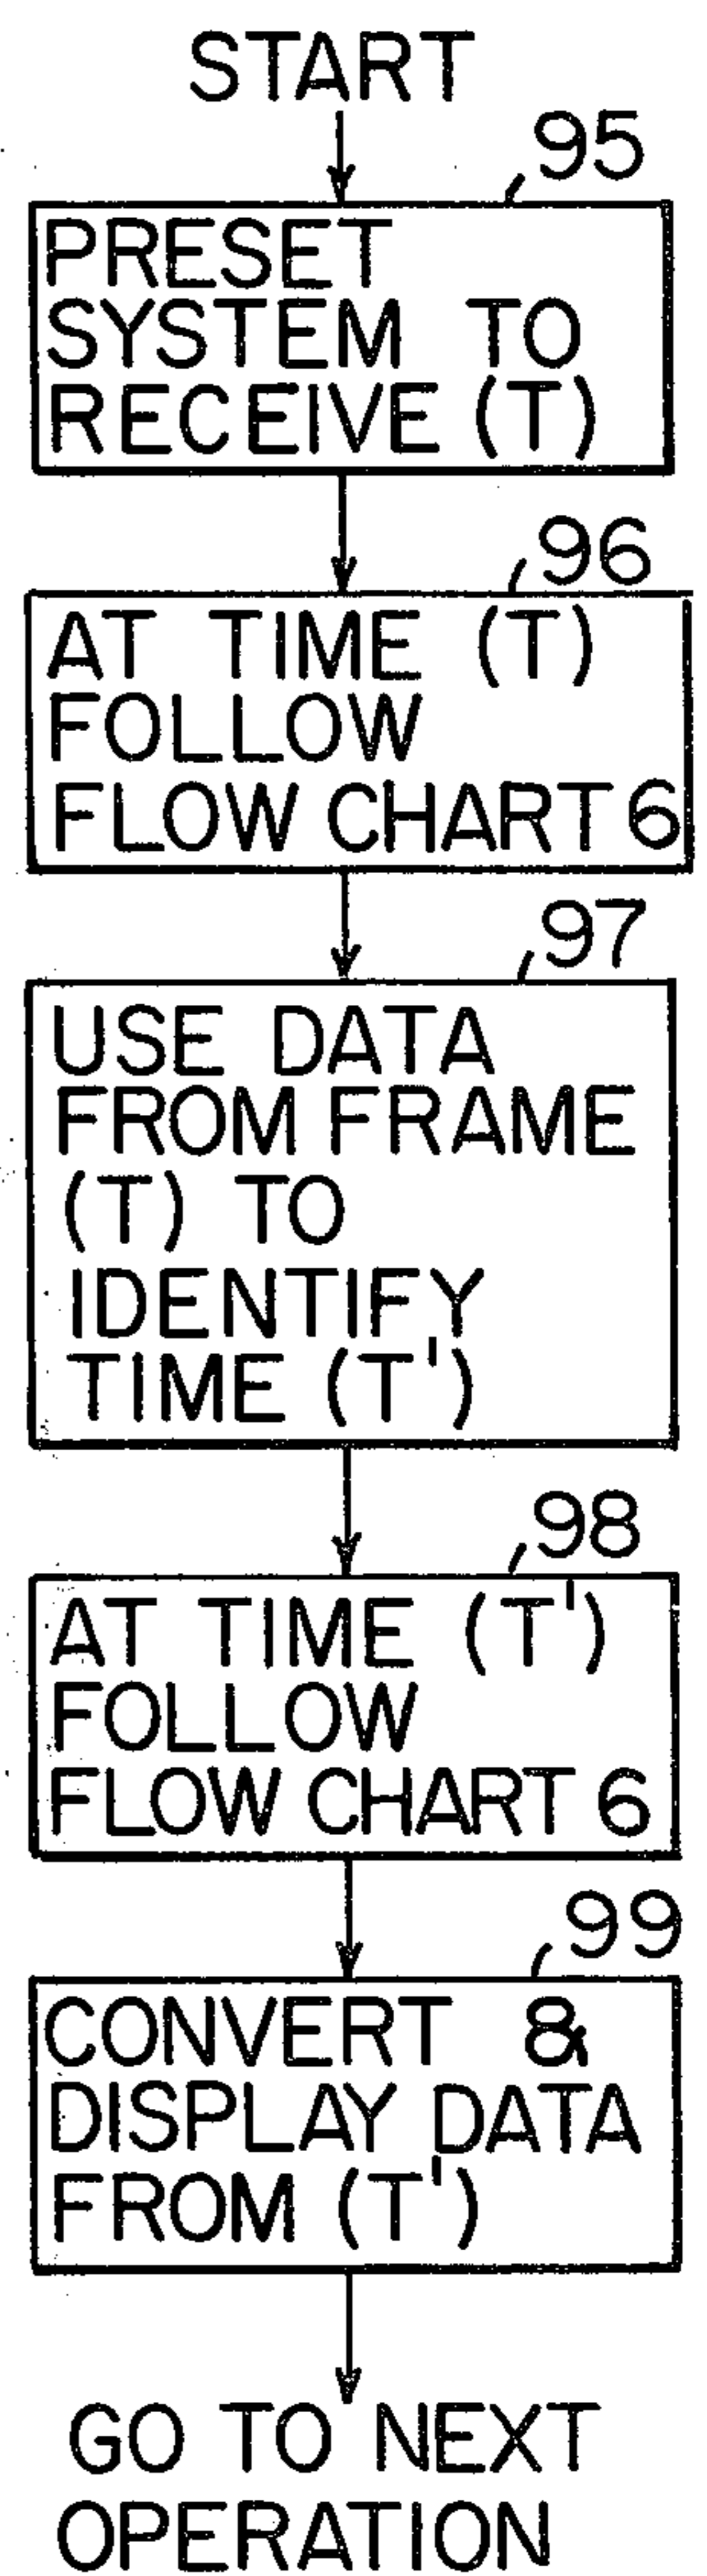 START
95
PRESET
SYSTEM TO
RECEIVE (T)
96
AT TIME (T)
FOLLOW
FLOW CHART 6
97
USE DATA
FROM FRAME
(T) TO
IDENTIFY
TIME (T')
98
AT TIME (T')
FOLLOW
FLOW CHART 6
99
CONVERT &
DISPLAY DATA
FROM (T')
GO TO NEXT
OPERATION